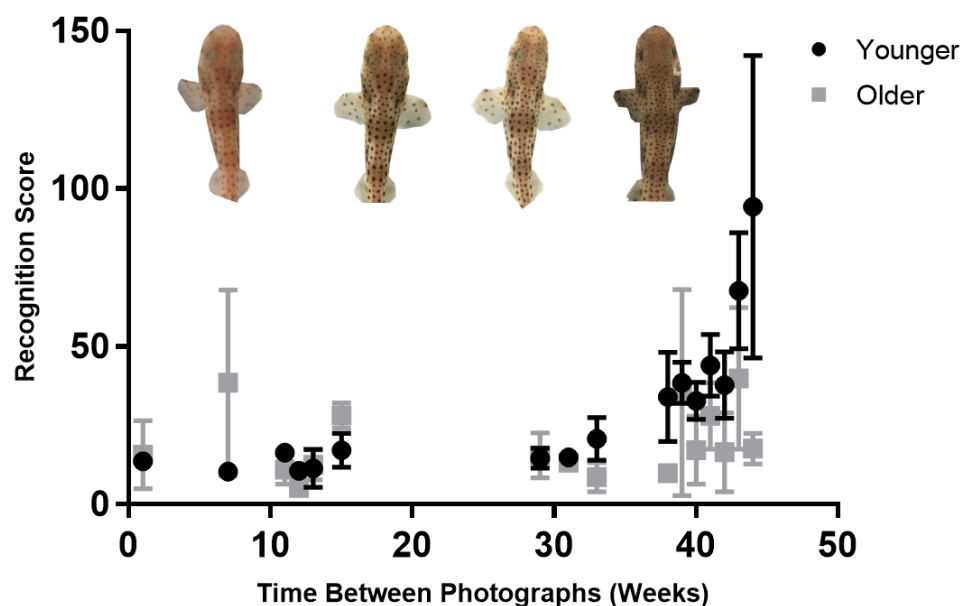 150
100
50
0
Recognition Score
Younger
Older
0 10 20 30 40 50
Time Between Photographs (Weeks)